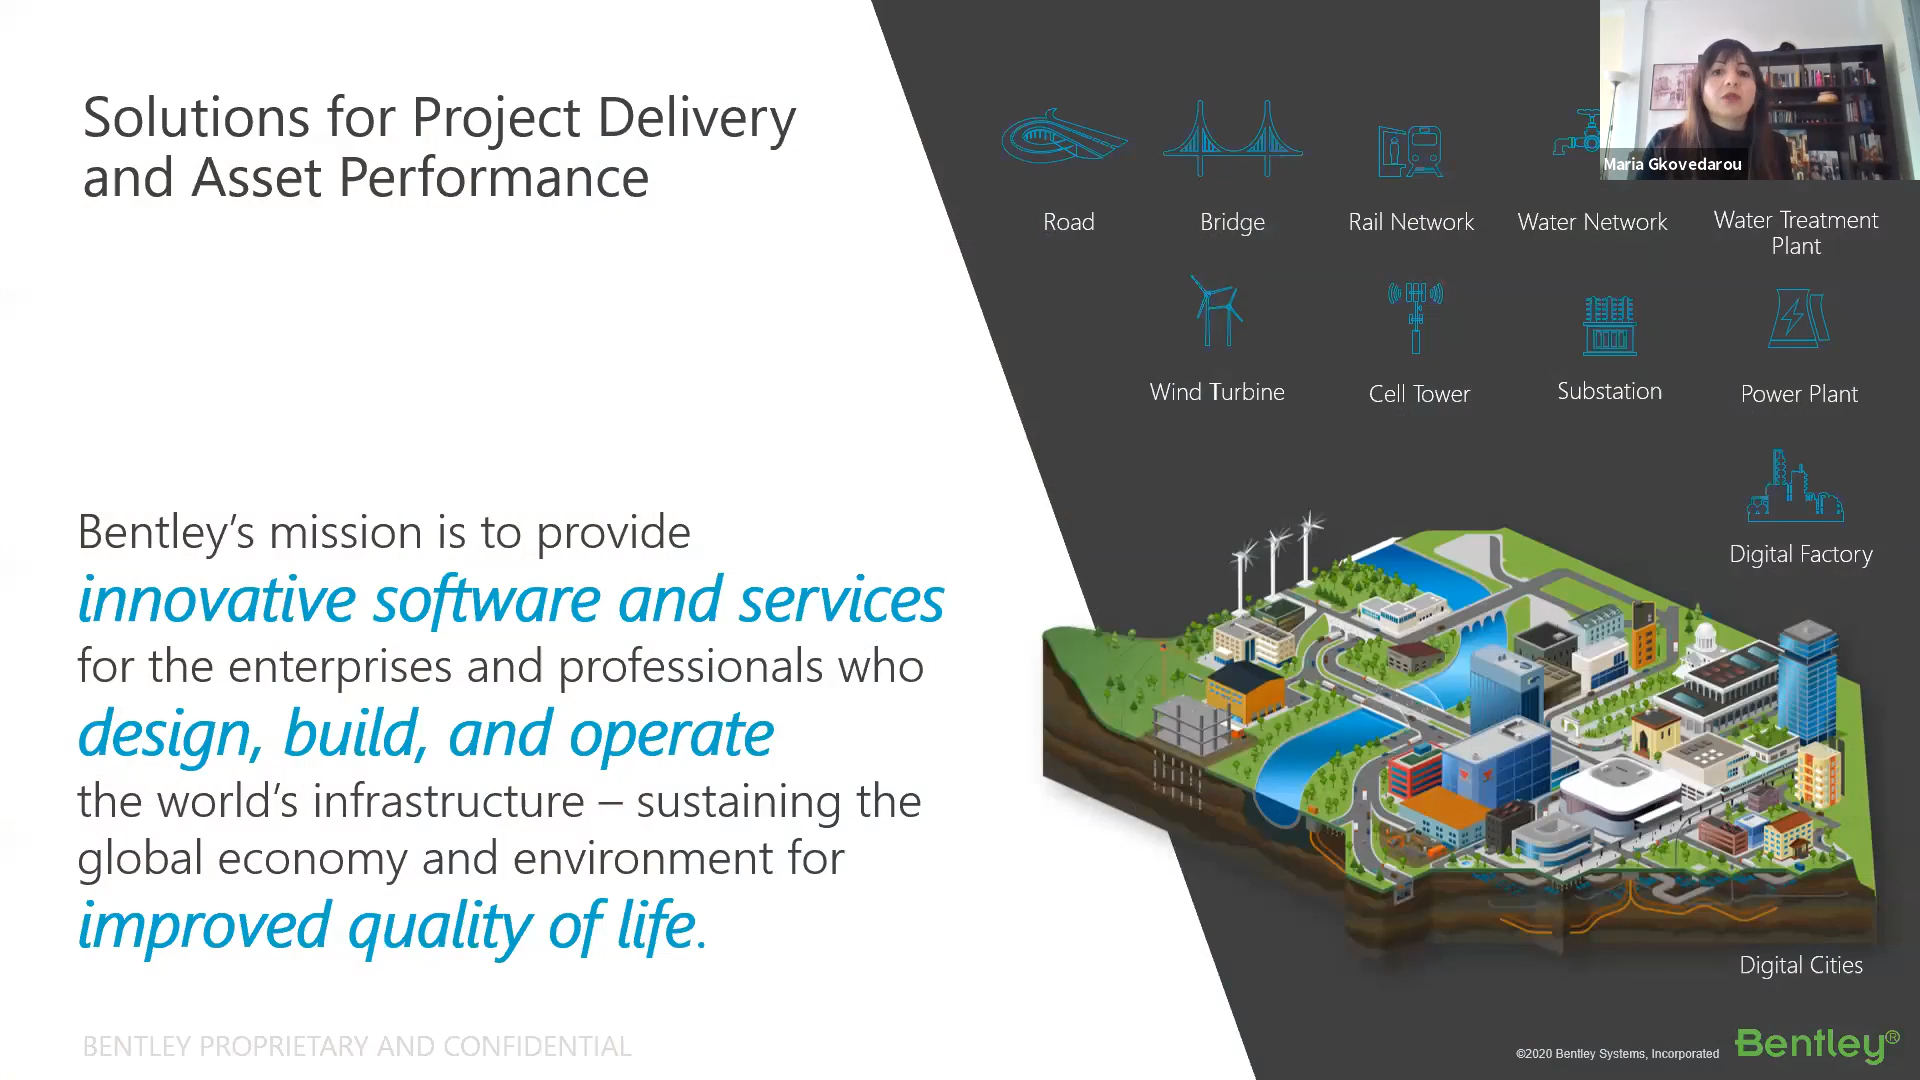 Solutions for Project Delivery
and Asset Performance
Maria Gkovedarou
Road
Bridge
Rail Network
Water Network
Water Treatment
Plant
Wind Turbine
Cell Tower
Substation
Power Plant
Digital Factory
Bentley’s mission is to provide
innovative software and services
for the enterprises and professionals who
design, build, and operate
the world’s infrastructure – sustaining the
global economy and environment for
improved quality of life.
Digital Cities
BENTLEY PROPRIETARY AND CONFIDENTIAL
©2020 Bentley Systems, Incorporated
Bentley®